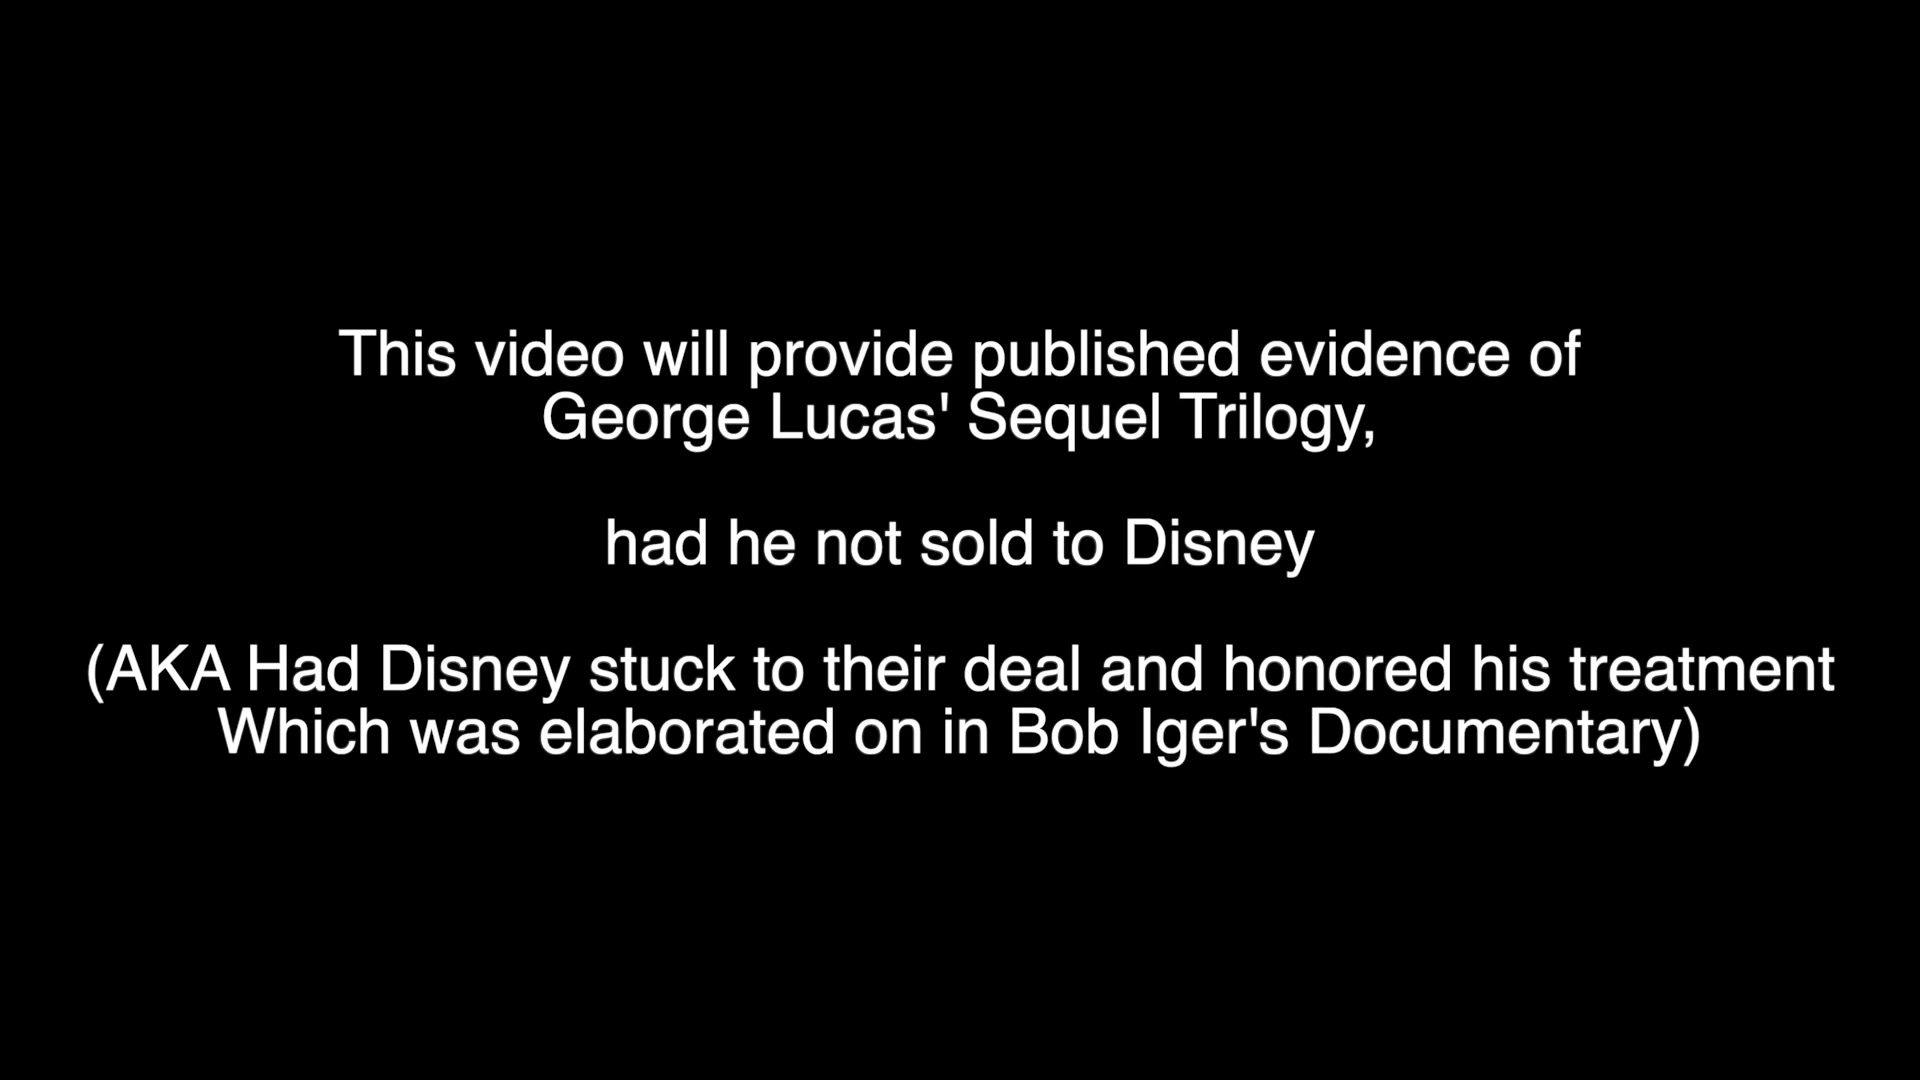 This video will provide published evidence of
George Lucas' Sequel Trilogy,
had he not sold to Disney
(AKA Had Disney stuck to their deal and honored his treatment
Which was elaborated on in Bob Iger's Documentary)